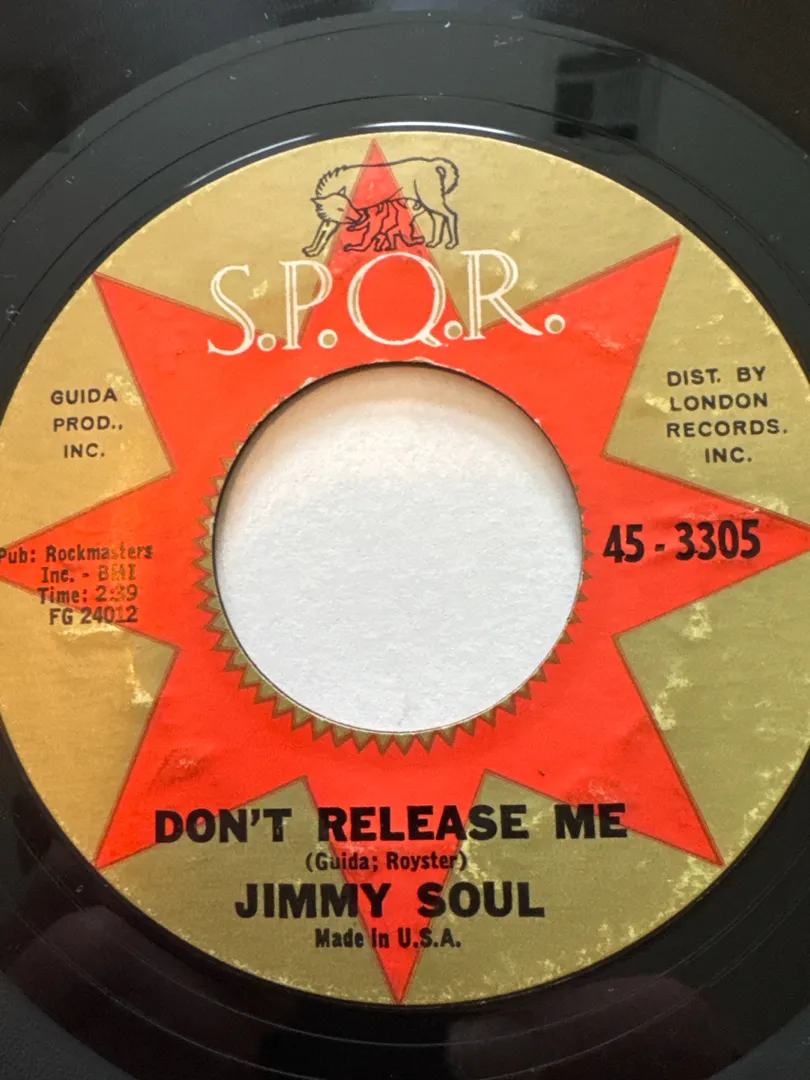 S.P.Q.R.
GUIDA
PROD.,
INC.
DIST. BY
LONDON
RECORDS.
INC.
Pub: Rockmasters
Inc. - BMI
Time: 2:39
FG 24012
45 - 3305
DON'T RELEASE ME
(Guida; Royster)
JIMMY SOUL
Made in U.S.A.